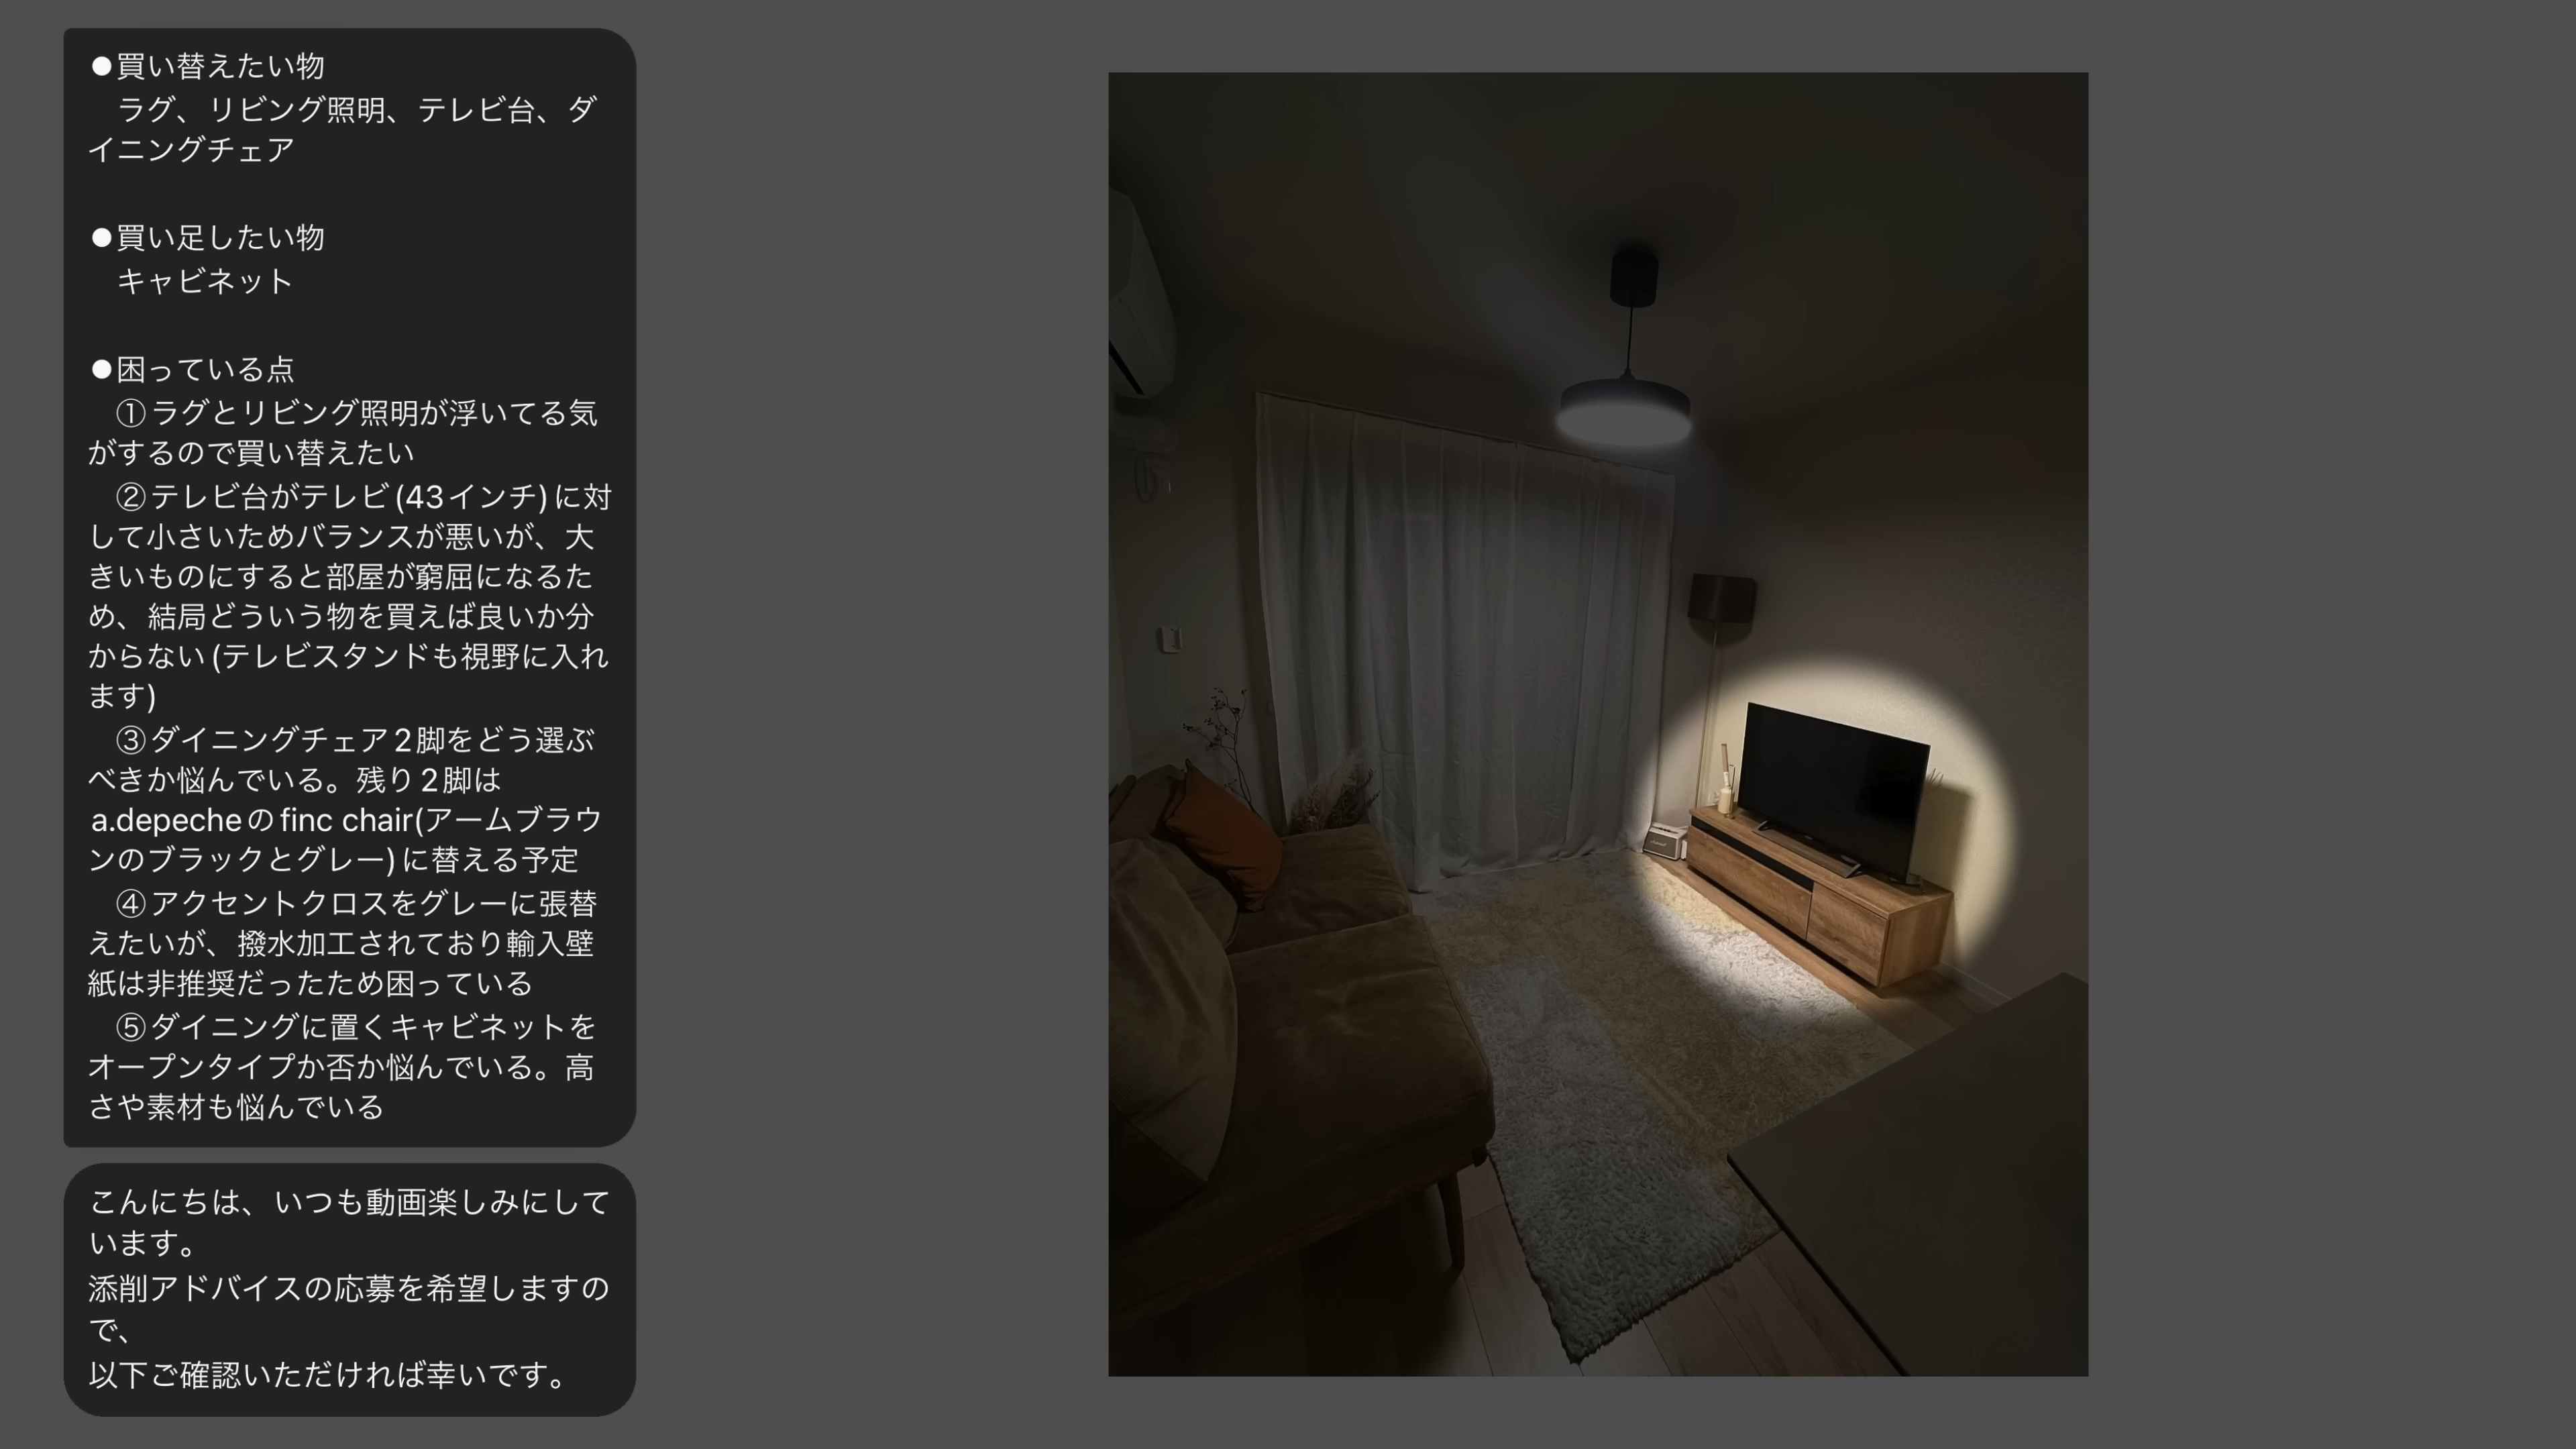 ●買い替えたい物
ラグ、リビング照明、テレビ台、ダ
イニングチェア
●買い足したい物
キャビネット
●困っている点
①ラグとリビング照明が浮いてる気
がするので買い替えたい
②テレビ台がテレビ(43インチ)に対
して小さいためバランスが悪いが、大
きいものにすると部屋が窮屈になるた
め、結局どういう物を買えば良いか分
からない(テレビスタンドも視野に入れ
ます)
③ダイニングチェア2脚をどう選ぶ
べきか悩んでいる。残り2脚は
a.depecheのfinc chair(アームブラウ
ンのブラックとグレー)に替える予定
④アクセントクロスをグレーに張替
えたいが、撥水加工されており輸入壁
紙は非推奨だったため困っている
⑤ダイニングに置くキャビネットを
オープンタイプか否か悩んでいる。高
さや素材も悩んでいる
こんにちは、いつも動画楽しみにして
います。
添削アドバイスの応募を希望しますの
で、
以下ご確認いただければ幸いです。